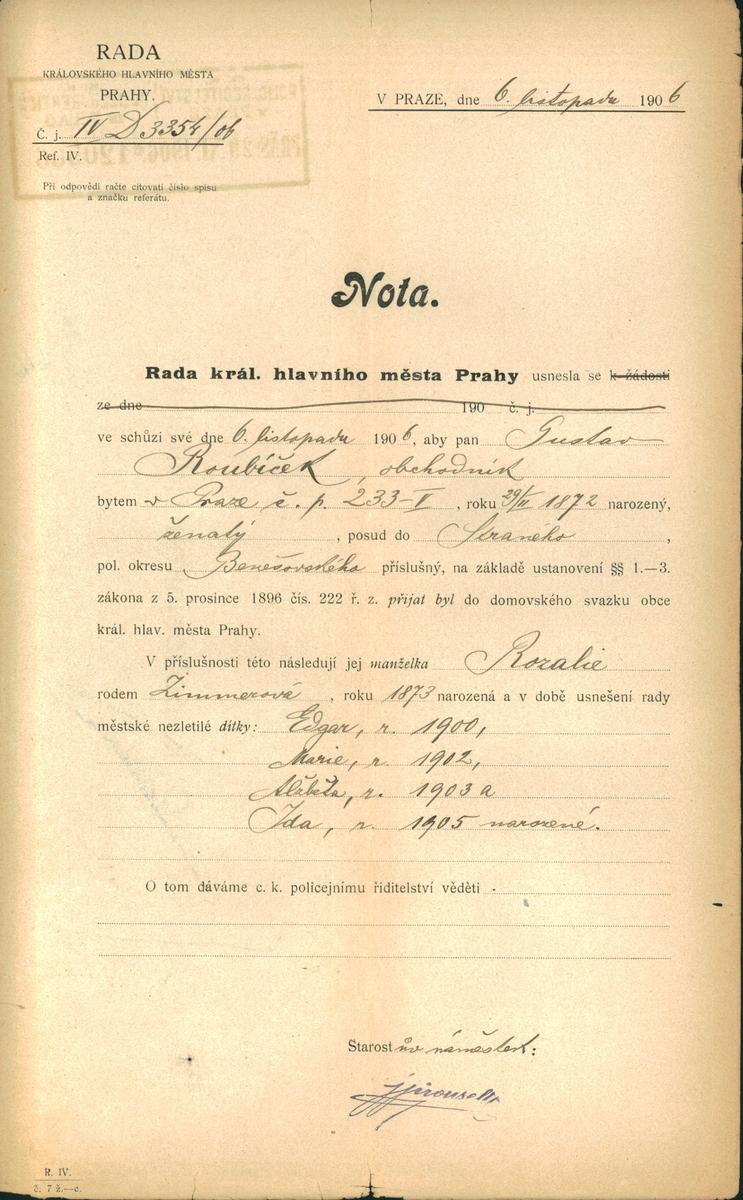 RADA
KRÁLOVSKÉHO HLAVNÍHO MĚSTA
PRAHY.
V PRAZE, dne 6. listopadu 1906
Č. j. IV D 3354/06
Ref. IV.
Při odpovědi račte citovati číslo spisu
a značku referátu.
Nota.
Rada král. hlavního města Prahy usnesla se k žádosti
ze dne 190 č. j.
ve schůzi své dne 6. listopadu 1906, aby pan Gustav
Roubíček, obchodník
bytem v Praze č. p. 233-V, roku 29/ 1872 narozený,
ženatý, posud do Straného,
pol. okresu Benešovského příslušný, na základě ustanovení §§ 1.—3.
zákona z 5. prosince 1896 čís. 222 ř. z. přijat byl do domovského svazku obce
král. hlav. města Prahy.
V příslušnosti této následují jej manželka Rozalie
rodem Zimmerová, roku 1873 narozená a v době usnešení rady
městské nezletilé dítky: Edgar, r. 1900,
Marie, r. 1902,
Alžběta, r. 1903 a
Ida, r. 1905 narozené.
O tom dáváme c. k. policejnímu řiditelství věděti -
Starostův náměstek:
R. IV.
č. 7 ž.—c.